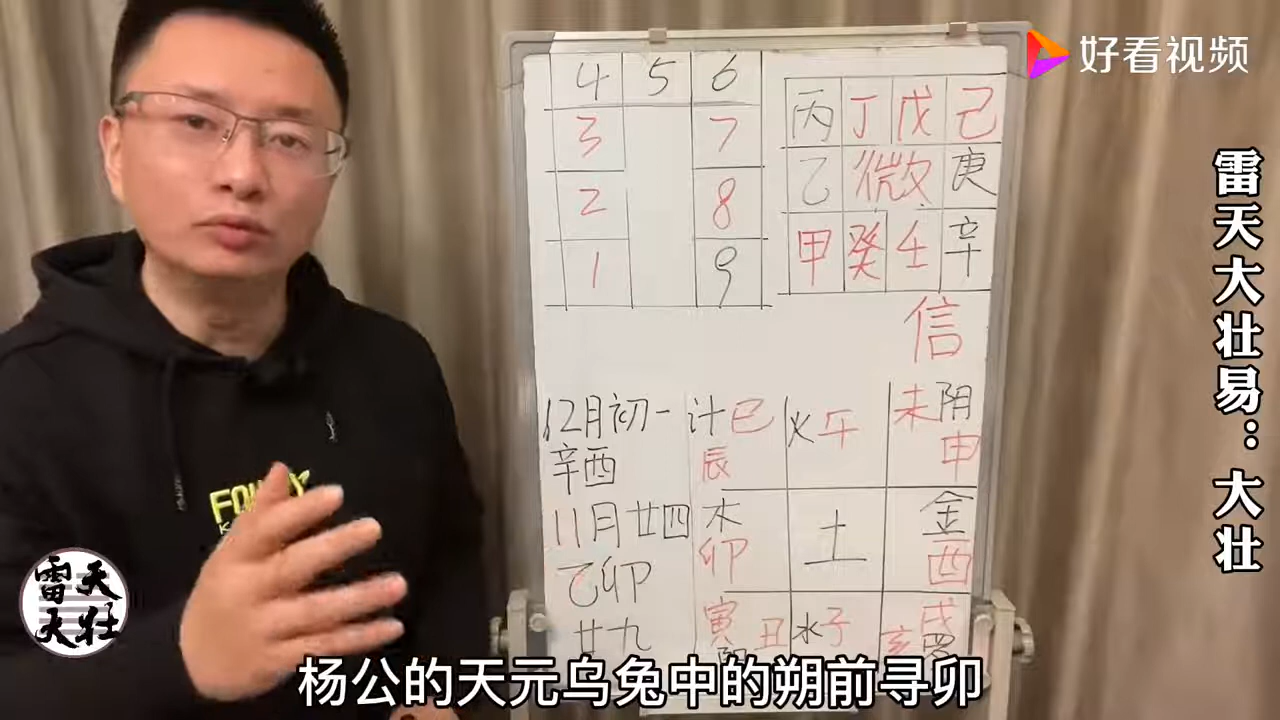 好看视频
4 5 6
3 7
2 8
1 9
丙 丁 戊 己
乙 微 庚
甲 癸 壬 辛
信
雷天大壮易：大壮
12月初一
辛酉
11月廿四
乙卯
廿九
计巳 火午 未阴
辰 申
木 土 金
卯 酉
寅 丑 水子 亥 戌
雷天
大壮
杨公的天元乌兔中的朔前寻卯